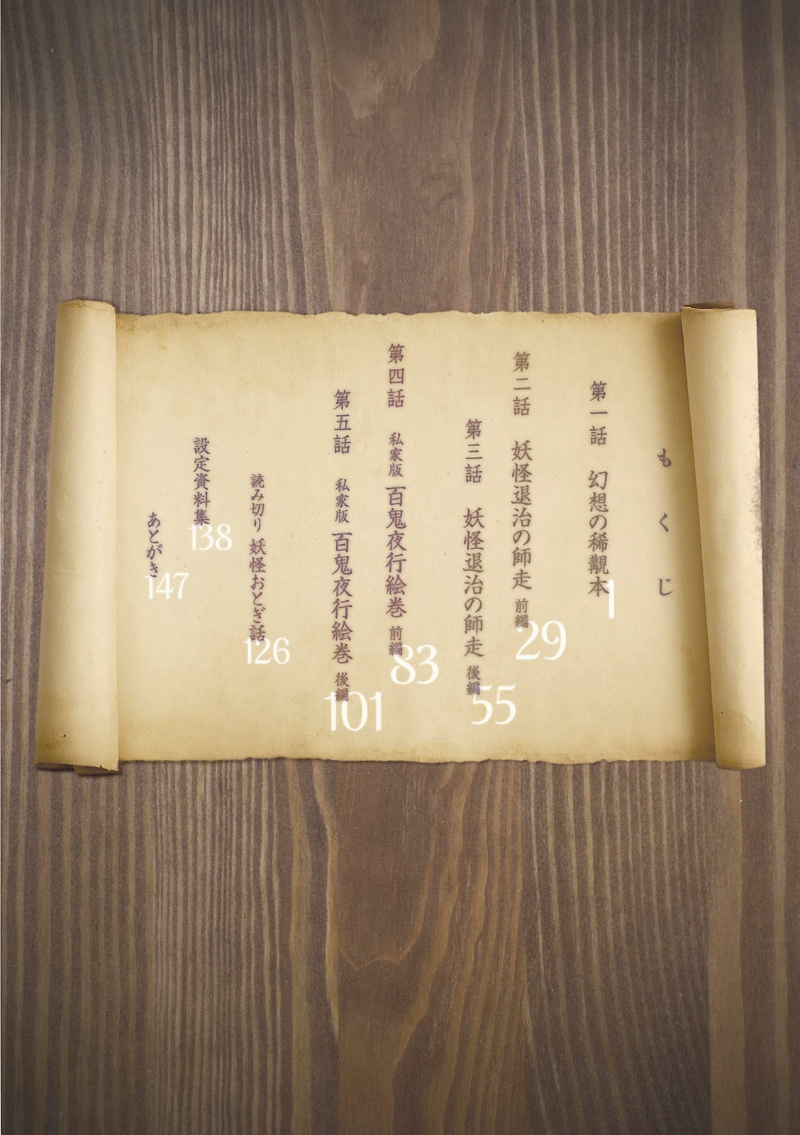 もくじ
第一話 幻想の稀覯本 1
第二話 妖怪退治の師走 前編 29
第三話 妖怪退治の師走 後編 55
第四話 私家版 百鬼夜行絵巻 前編 83
第五話 私家版 百鬼夜行絵巻 後編 101
読み切り 妖怪おとぎ話 126
設定資料集 138
あとがき 147